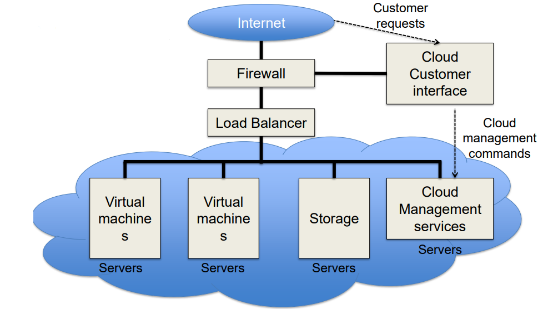 Customer
requests
Internet
Cloud
Customer
interface
Firewall
Load Balancer
Cloud
management
commands
Virtual
machine
s
Virtual
machine
s
Storage
Cloud
Management
services
Servers
Servers
Servers
Servers